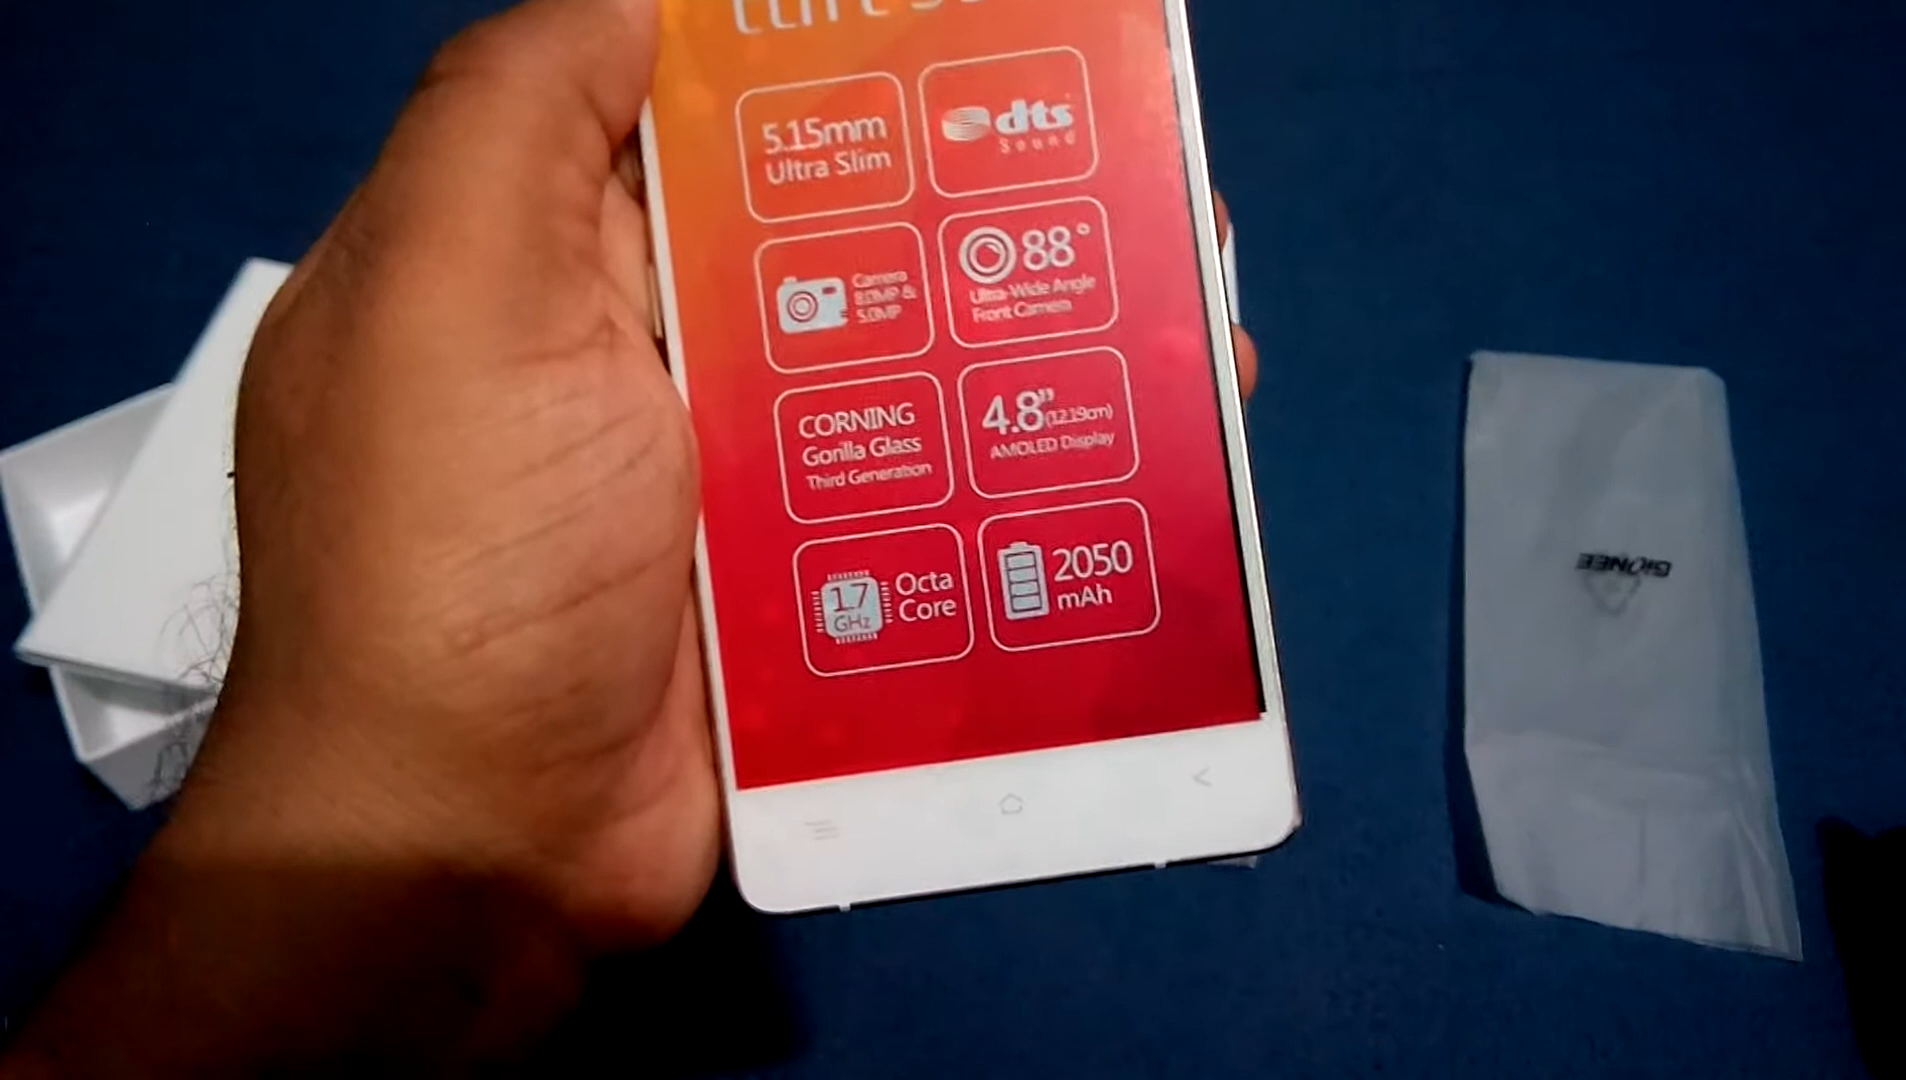 5.15mm
Ultra Slim
dts
Sound
Camera
8.0MP &
5.0MP
88°
Ultra-Wide Angle
Front Camera
CORNING
Gorilla Glass
Third Generation
4.8” (12.19cm)
AMOLED Display
1.7
GHz
Octa
Core
2050
mAh
GIONEE